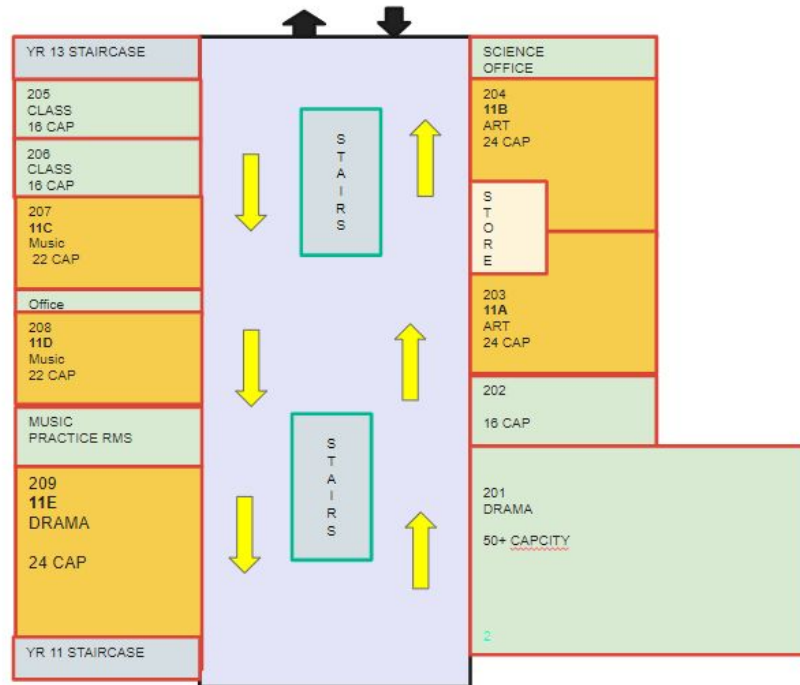 YR 13 STAIRCASE
205
CLASS
16 CAP
206
CLASS
16 CAP
207
11C
Music
22 CAP
Office
208
11D
Music
22 CAP
MUSIC
PRACTICE RMS
209
11E
DRAMA
24 CAP
YR 11 STAIRCASE
S
T
A
I
R
S
S
T
A
I
R
S
SCIENCE
OFFICE
204
11B
ART
24 CAP
S
T
O
R
E
203
11A
ART
24 CAP
202
16 CAP
201
DRAMA
50+ CAPCITY
2